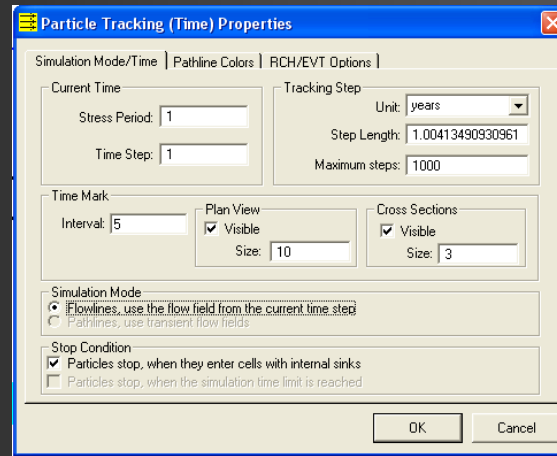 Particle Tracking (Time) Properties
Simulation Mode/Time | Pathline Colors | RCH/EVT Options
Current Time
Stress Period: 1
Time Step: 1
Tracking Step
Unit: years
Step Length: 1.00413490930961
Maximum steps: 1000
Time Mark
Interval: 5
Plan View
Visible
Size: 10
Cross Sections
Visible
Size: 3
Simulation Mode
Flowlines, use the flow field from the current time step
Pathlines, use transient flow fields
Stop Condition
Particles stop, when they enter cells with internal sinks
Particles stop, when the simulation time limit is reached
OK Cancel